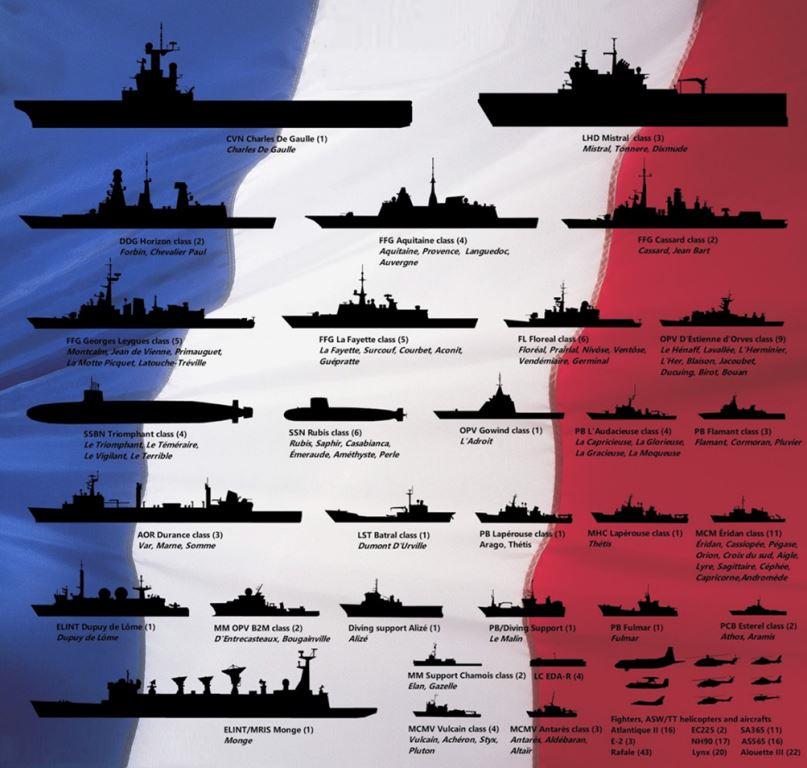 CVN Charles De Gaulle (1)
Charles De Gaulle
LHD Mistral class (3)
Mistral, Tonnere, Dixmude
DDG Horizon class (2)
Forbin, Chevalier Paul
FFG Aquitaine class (4)
Aquitaine, Provence, Languedoc,
Auvergne
FFG Cassard class (2)
Cassard, Jean Bart
FFG Georges Leygues class (5)
Montcalm, Jean de Vienne, Primauguet,
La Motte Picquet, Latouche-Tréville
FFG La Fayette class (5)
La Fayette, Surcouf, Courbet, Aconit,
Guépratte
FL Floreal class (6)
Floréal, Prairial, Nivôse, Ventôse,
Vendémiaire, Germinal
OPV D'Estienne d'Orves class (9)
Le Hénaff, Lavallée, L'Herminier,
L'Her, Blaison, Jacoubet,
Ducuing, Birot, Bouan
SSBN Triomphant class (4)
Le Triomphant, Le Téméraire,
Le Vigilant, Le Terrible
SSN Rubis class (6)
Rubis, Saphir, Casabianca,
Émeraude, Améthyste, Perle
OPV Gowind class (1)
L'Adroit
PB L'Audacieuse class (4)
La Capricieuse, La Glorieuse,
La Gracieuse, La Moqueuse
PB Flamant class (3)
Flamant, Cormoran, Pluvier
AOR Durance class (3)
Var, Marne, Somme
LST Batral class (1)
Dumont D'Urville
PB Lapérouse class (1)
Arago, Thétis
MHC Lapérouse class (1)
Thétis
MCM Éridan class (11)
Éridan, Cassiopée, Pégase,
Orion, Croix du sud, Aigle,
Lyre, Sagittaire, Céphée,
Capricorne,Andromède
ELINT Dupuy de Lôme (1)
Dupuy de Lôme
MM OPV B2M class (2)
D'Entrecasteaux, Bougainville
Diving support Alizé (1)
Alizé
PB/Diving Support (1)
Le Malin
PB Fulmar (1)
Fulmar
PCB Esterel class (2)
Athos, Aramis
MM Support Chamois class (2)
Elan, Gazelle
LC EDA-R (4)
ELINT/MRIS Monge (1)
Monge
MCMV Vulcain class (4)
Vulcain, Achéron, Styx,
Pluton
MCMV Antarès class (3)
Antarès, Aldébaran,
Altaïr
Fighters, ASW/TT helicopters and aircrafts
Atlantique II (16) EC225 (2) SA365 (11)
E-2 (3) NH90 (17) AS565 (16)
Rafale (43) Lynx (20) Alouette III (22)